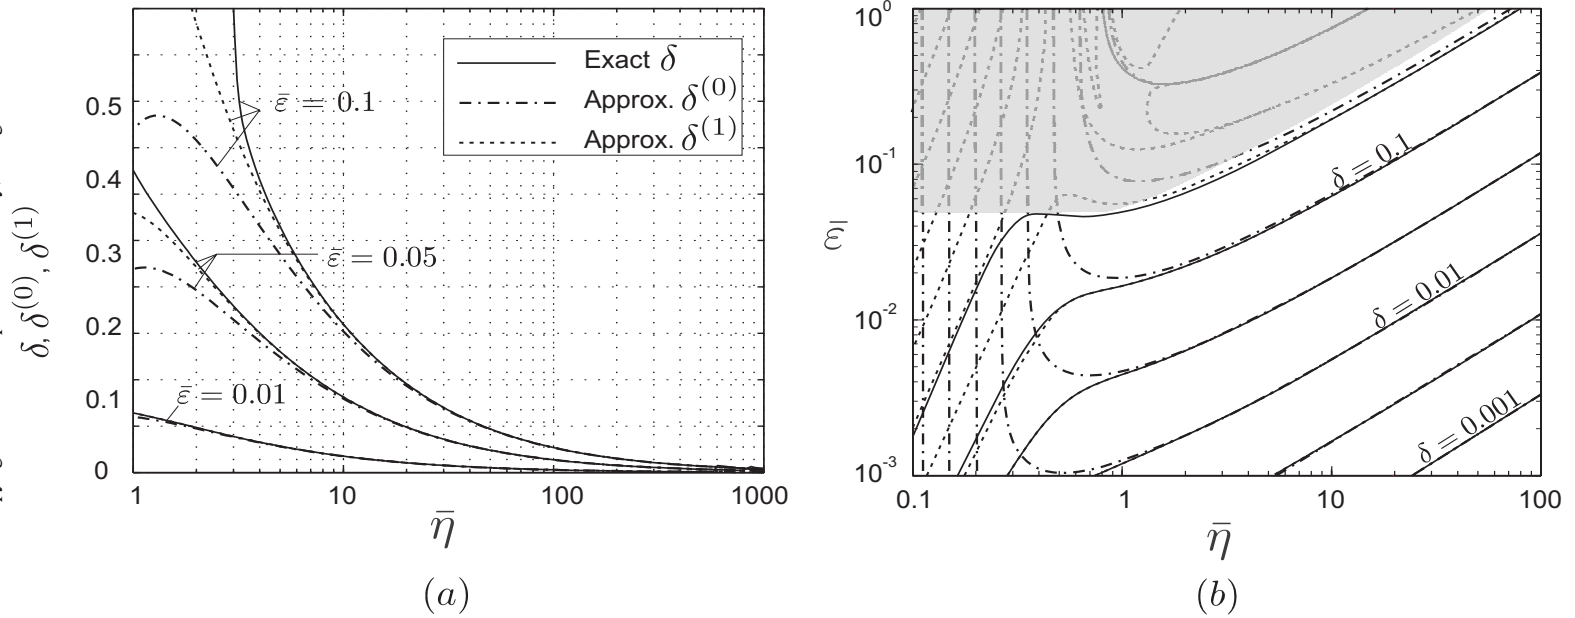 Exact δ
Approx. δ(0)
Approx. δ(1)
ε̄ = 0.1
ε̄ = 0.05
ε̄ = 0.01
0.5
0.4
0.3
0.2
0.1
0
δ, δ(0), δ(1)
1 10 100 1000
η̄
(a)
10^0
10^-1
10^-2
10^-3
ε̄
δ = 0.1
δ = 0.01
δ = 0.001
0.1 1 10 100
η̄
(b)